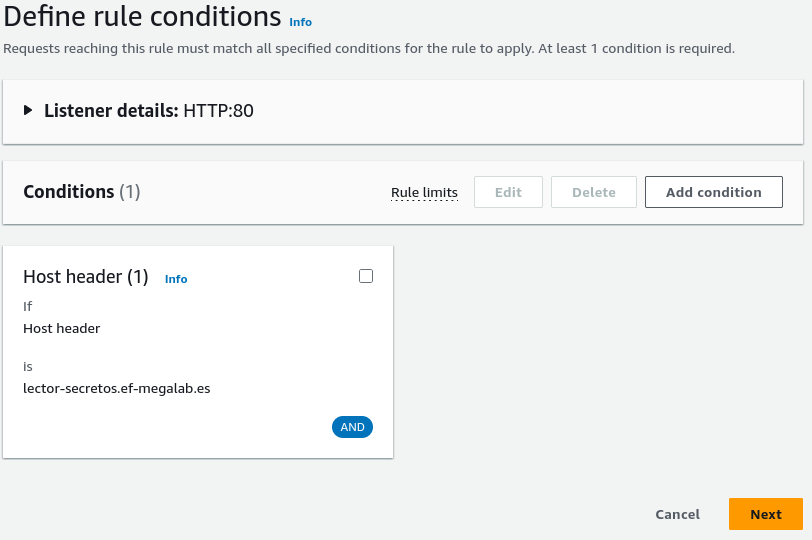 Define rule conditions Info
Requests reaching this rule must match all specified conditions for the rule to apply. At least 1 condition is required.
Listener details: HTTP:80
Conditions (1) Rule limits Edit Delete Add condition
Host header (1) Info
If
Host header
is
lector-secretos.ef-megalab.es
AND
Cancel Next